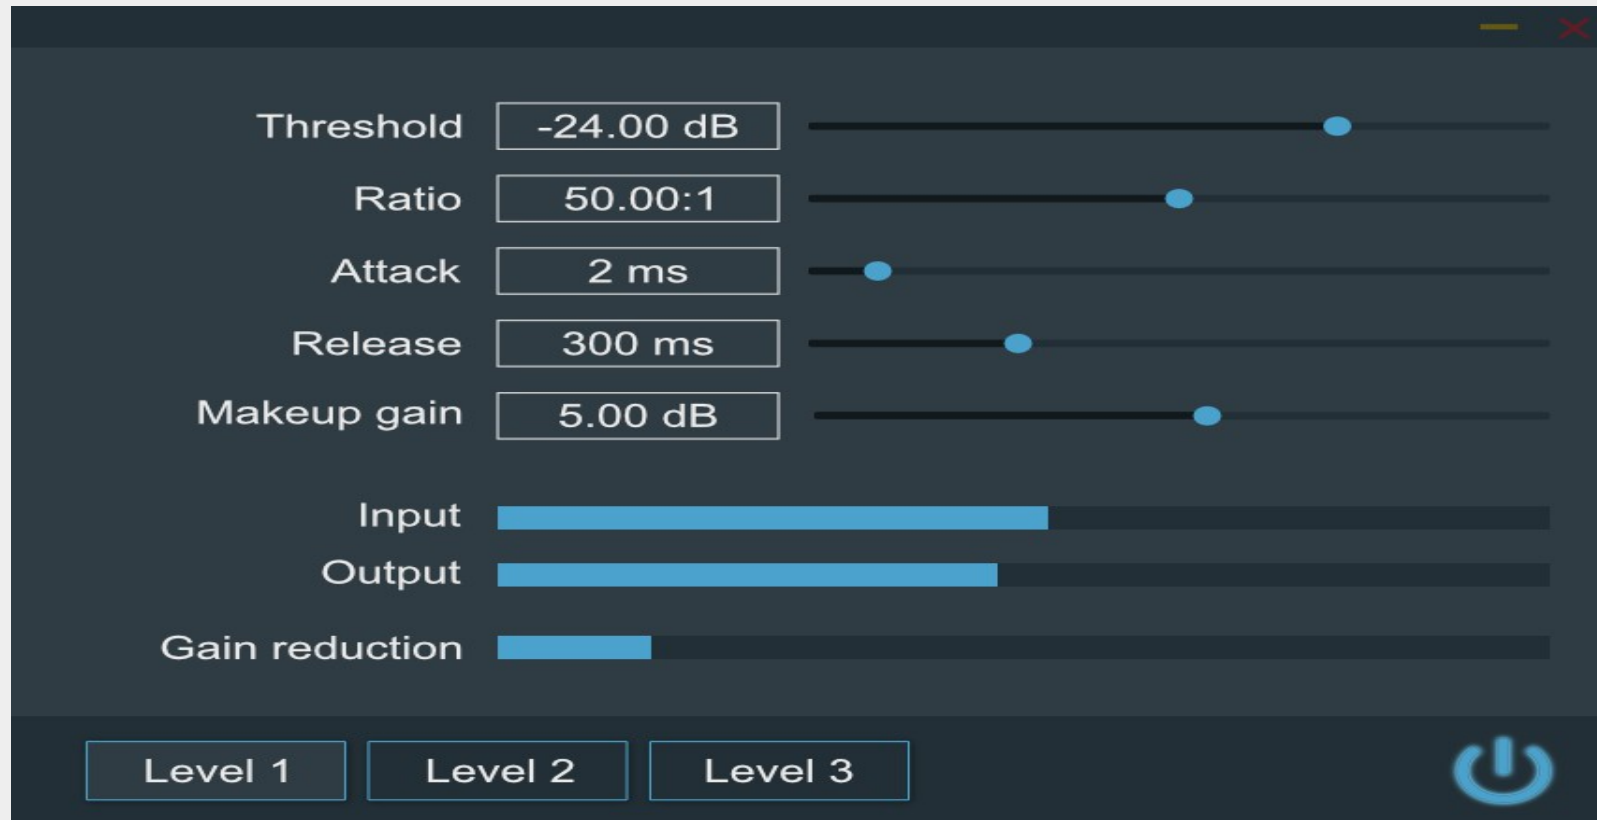 Threshold -24.00 dB
Ratio 50.00:1
Attack 2 ms
Release 300 ms
Makeup gain 5.00 dB
Input
Output
Gain reduction
Level 1 Level 2 Level 3